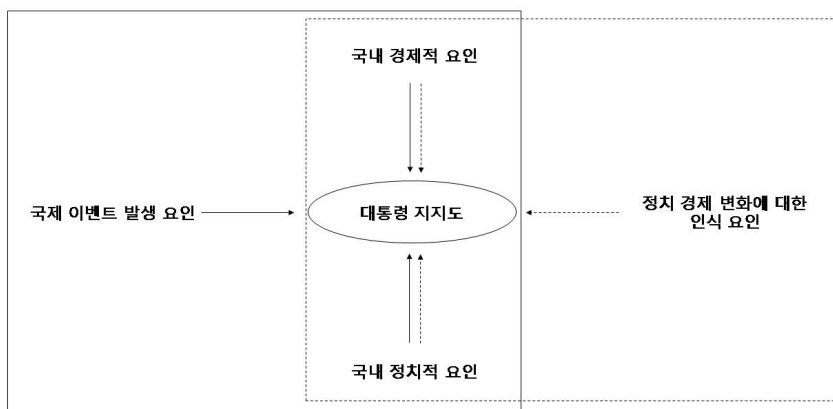 국내 경제적 요인
국제 이벤트 발생 요인
대통령 지지도
정치 경제 변화에 대한
인식 요인
국내 정치적 요인